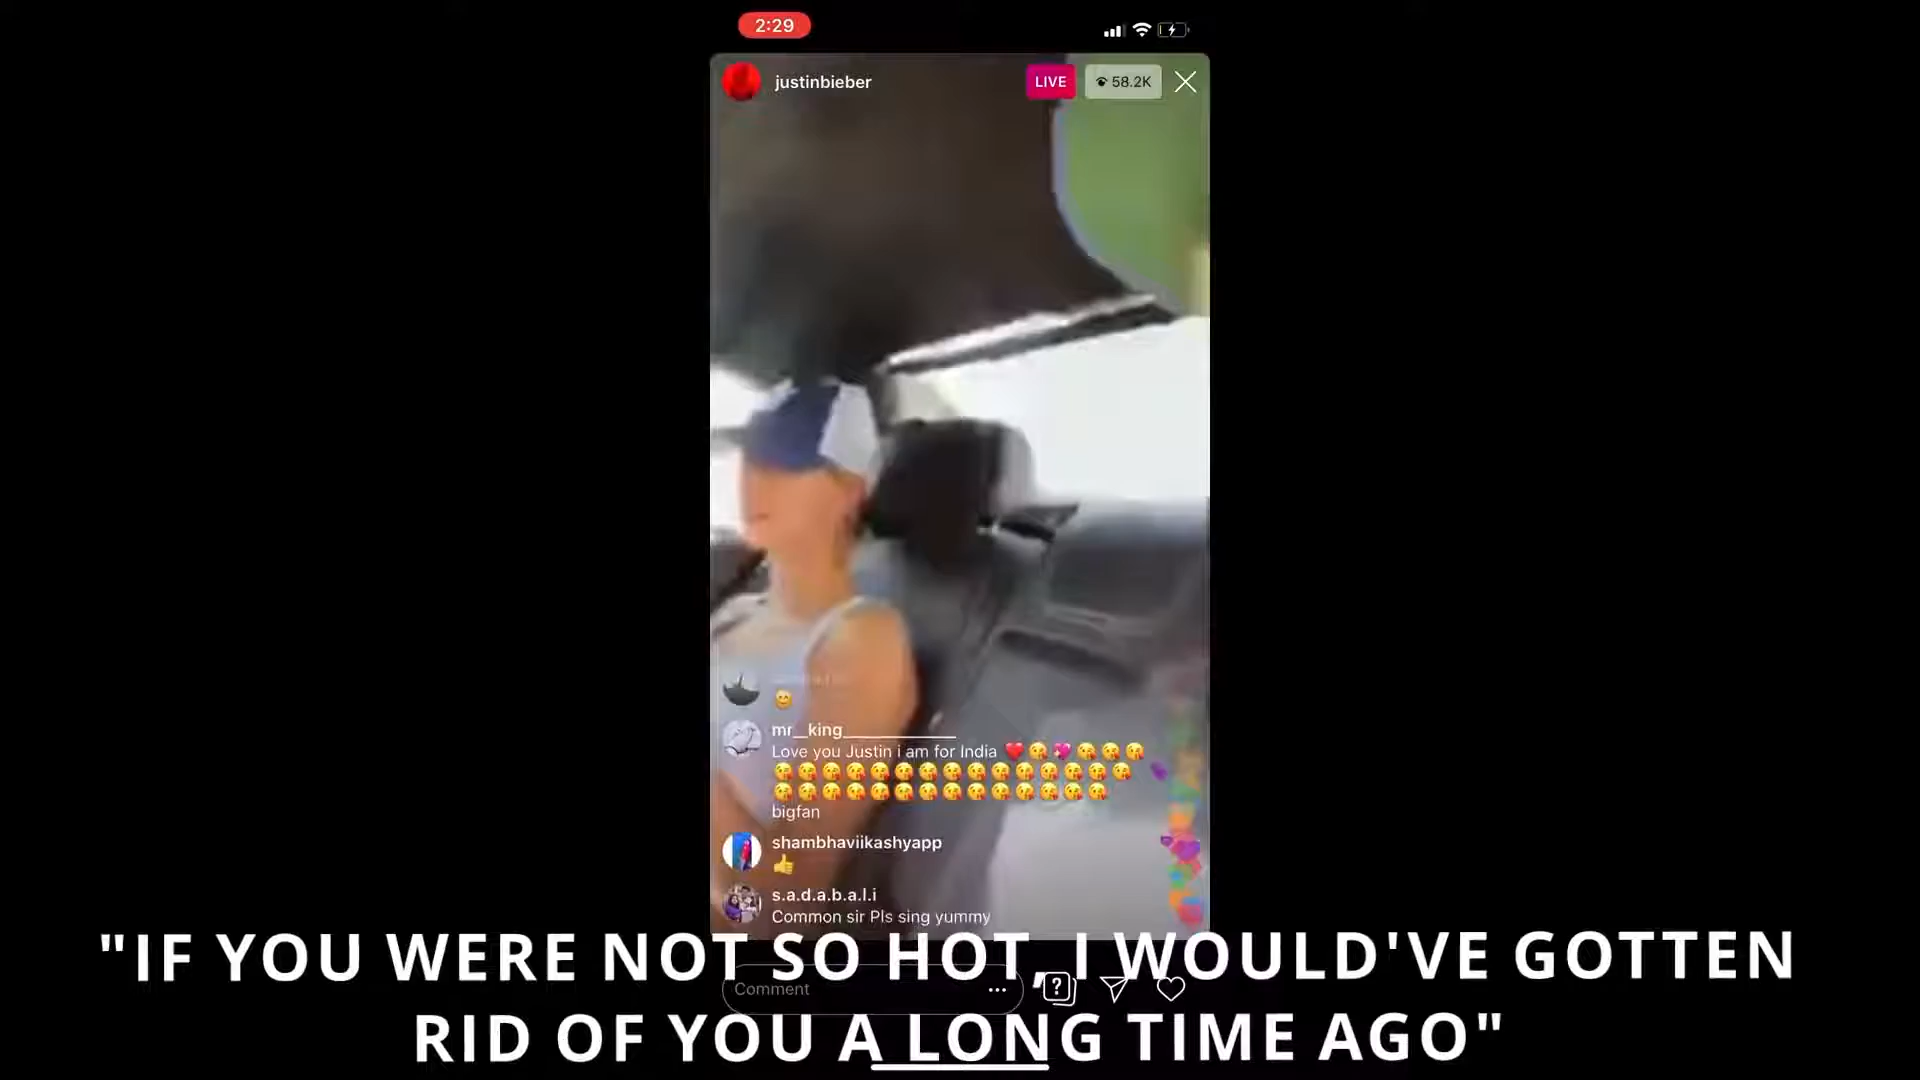 2:29
justinbieber
LIVE
58.2K
mr__king______________
Love you Justin i am for India ❤️😘💖😘😘😘
😘😘😘😘😘😘😘😘😘😘😘😘😘😘😘
😘😘😘😘😘😘😘😘😘😘😘😘😘😘
bigfan
shambhaviikashyapp
👍
s.a.d.a.b.a.l.i
Common sir Pls sing yummy
"IF YOU WERE NOT SO HOT, I WOULD'VE GOTTEN
Comment
RID OF YOU A LONG TIME AGO"